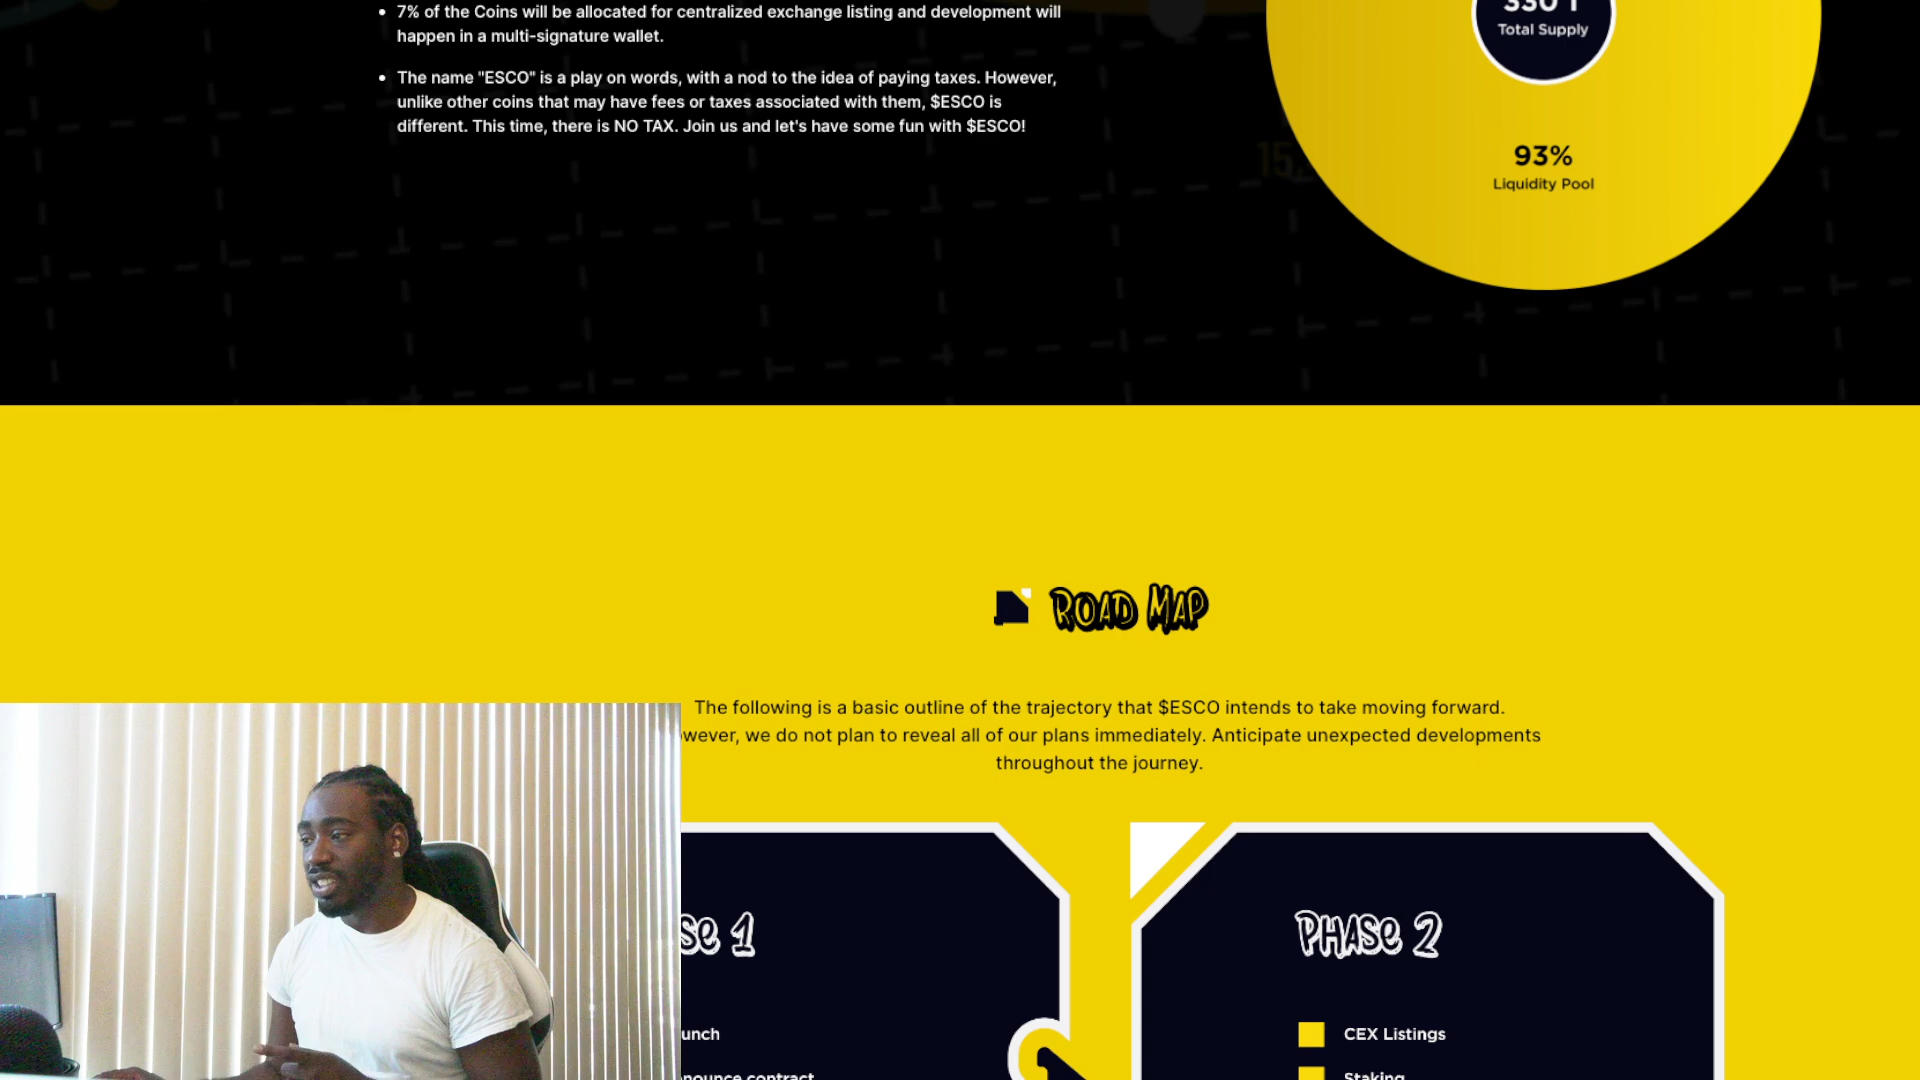 7% of the Coins will be allocated for centralized exchange listing and development will
happen in a multi-signature wallet.
The name "ESCO" is a play on words, with a nod to the idea of paying taxes. However,
unlike other coins that may have fees or taxes associated with them, $ESCO is
different. This time, there is NO TAX. Join us and let's have some fun with $ESCO!
330 T
Total Supply
15
93%
Liquidity Pool
ROAD MAP
The following is a basic outline of the trajectory that $ESCO intends to take moving forward.
wever, we do not plan to reveal all of our plans immediately. Anticipate unexpected developments
throughout the journey.
se 1
unch
nounce contract
PHASE 2
CEX Listings
Staking